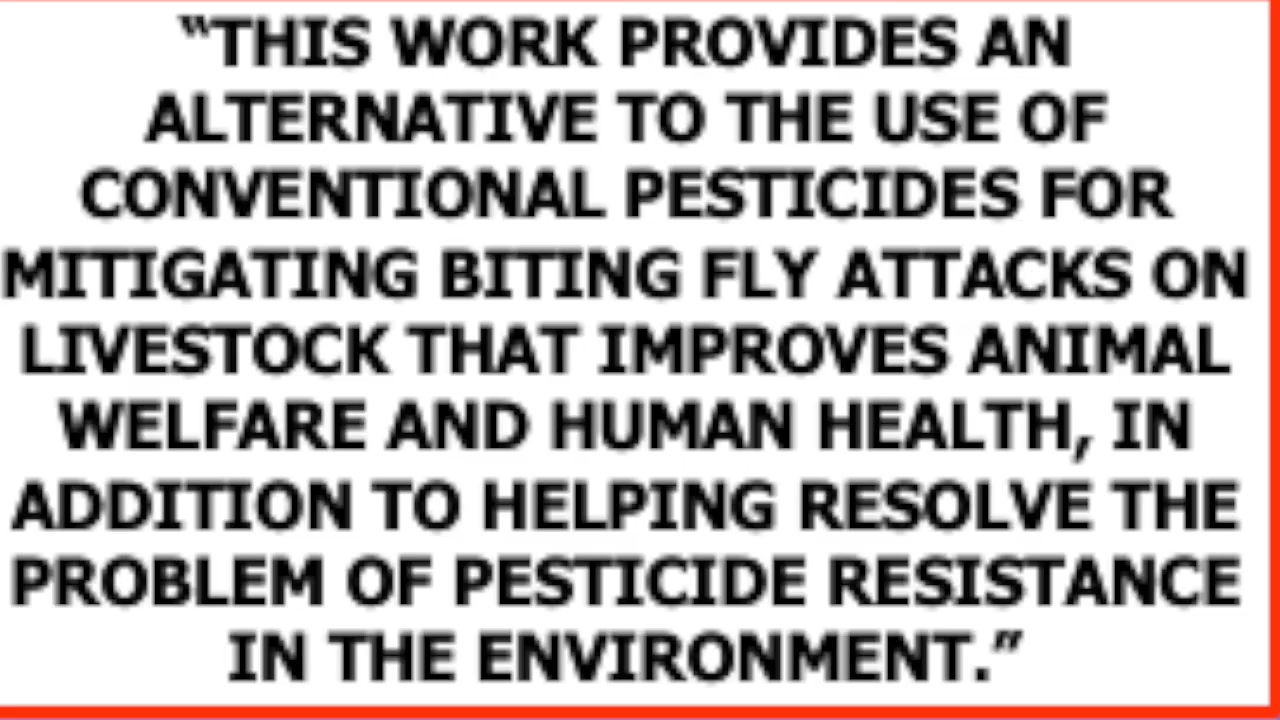 “THIS WORK PROVIDES AN
ALTERNATIVE TO THE USE OF
CONVENTIONAL PESTICIDES FOR
MITIGATING BITING FLY ATTACKS ON
LIVESTOCK THAT IMPROVES ANIMAL
WELFARE AND HUMAN HEALTH, IN
ADDITION TO HELPING RESOLVE THE
PROBLEM OF PESTICIDE RESISTANCE
IN THE ENVIRONMENT.”